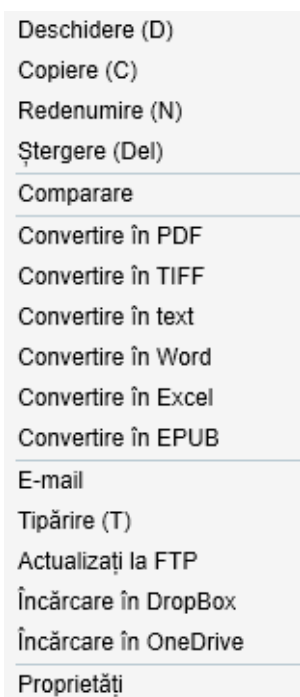 Deschidere (D)
Copiere (C)
Redenumire (N)
Ștergere (Del)
Comparare
Convertire în PDF
Convertire în TIFF
Convertire în text
Convertire în Word
Convertire în Excel
Convertire în EPUB
E-mail
Tipărire (T)
Actualizați la FTP
Încărcare în DropBox
Încărcare în OneDrive
Proprietăți